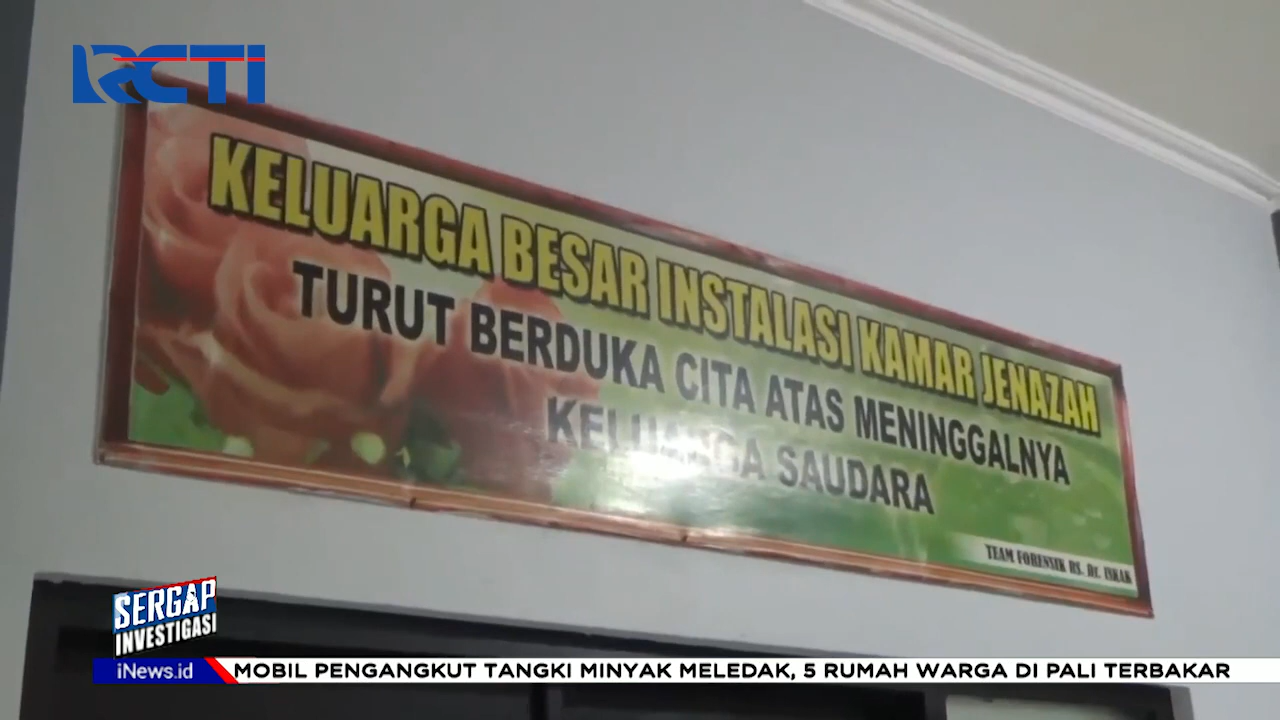 RCTI
KELUARGA BESAR INSTALASI KAMAR JENAZAH
TURUT BERDUKA CITA ATAS MENINGGALNYA
KELUARGA SAUDARA
TEAM FORENSIK RS. Dr. ISKAK
SERGAP
INVESTIGASI
iNews.id MOBIL PENGANGKUT TANGKI MINYAK MELEDAK, 5 RUMAH WARGA DI PALI TERBAKAR